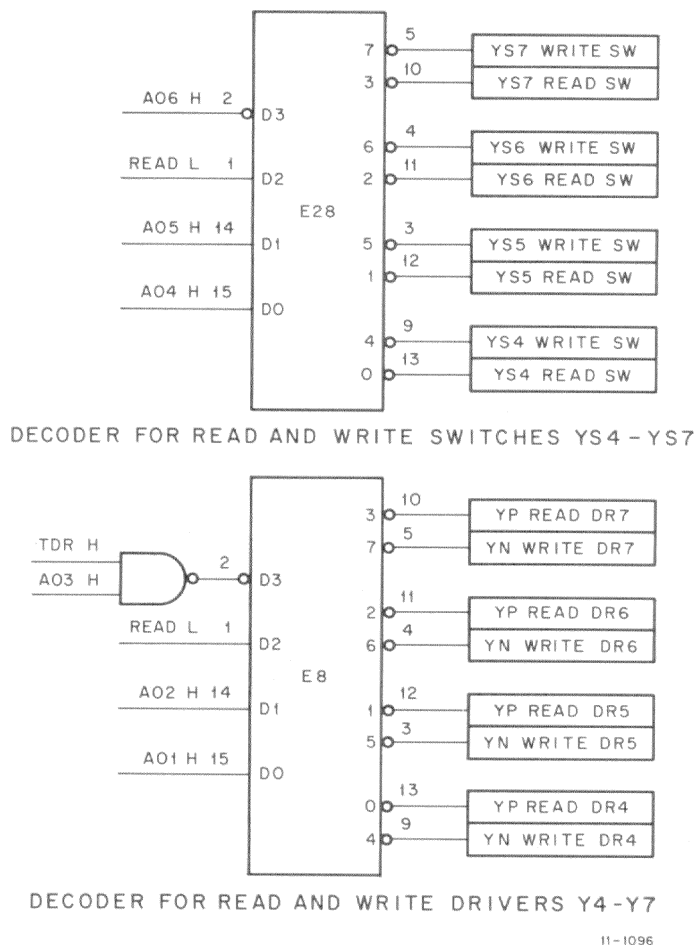 5
7 YS7 WRITE SW
10
3 YS7 READ SW
A06 H 2
D3
4
6 YS6 WRITE SW
READ L 1 D2
11
2 YS6 READ SW
E28
A05 H 14 D1
3
5 YS5 WRITE SW
12
1 YS5 READ SW
A04 H 15 D0
9
4 YS4 WRITE SW
13
0 YS4 READ SW
DECODER FOR READ AND WRITE SWITCHES YS4-YS7
10
3 YP READ DR7
TDR H
5
7 YN WRITE DR7
A03 H
2
D3
11
2 YP READ DR6
READ L 1 D2
4
6 YN WRITE DR6
E8
A02 H 14 D1
12
1 YP READ DR5
3
5 YN WRITE DR5
A01 H 15 D0
13
0 YP READ DR4
9
4 YN WRITE DR4
DECODER FOR READ AND WRITE DRIVERS Y4-Y7
11-1096